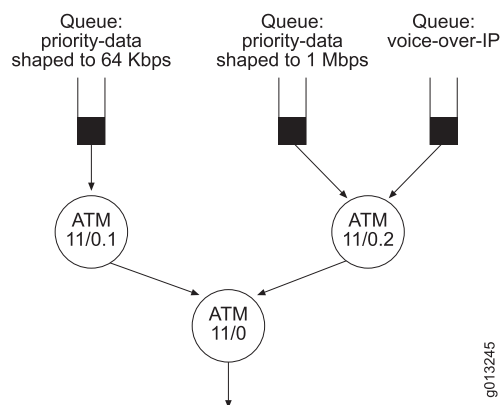 Queue:
priority-data
shaped to 64 Kbps
Queue:
priority-data
shaped to 1 Mbps
Queue:
voice-over-IP
ATM
11/0.1
ATM
11/0.2
ATM
11/0
g013245